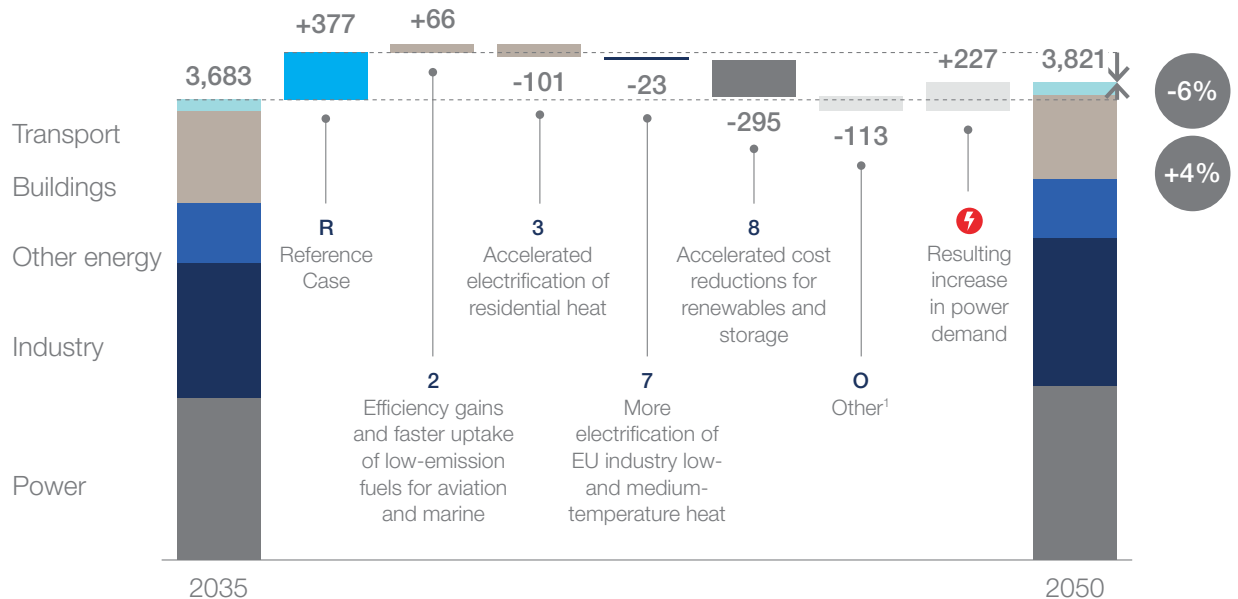 +377
+66
3,683
-101
-23
-295
-113
+227
3,821
-6%
+4%
Transport
Buildings
Other energy
Industry
Power
R
Reference
Case
3
Accelerated
electrification of
residential heat
8
Accelerated cost
reductions for
renewables and
storage
Resulting
increase
in power
demand
2
Efficiency gains
and faster uptake
of low-emission
fuels for aviation
and marine
7
More
electrification of
EU industry low-
and medium-
temperature heat
O
Other¹
2035
2050